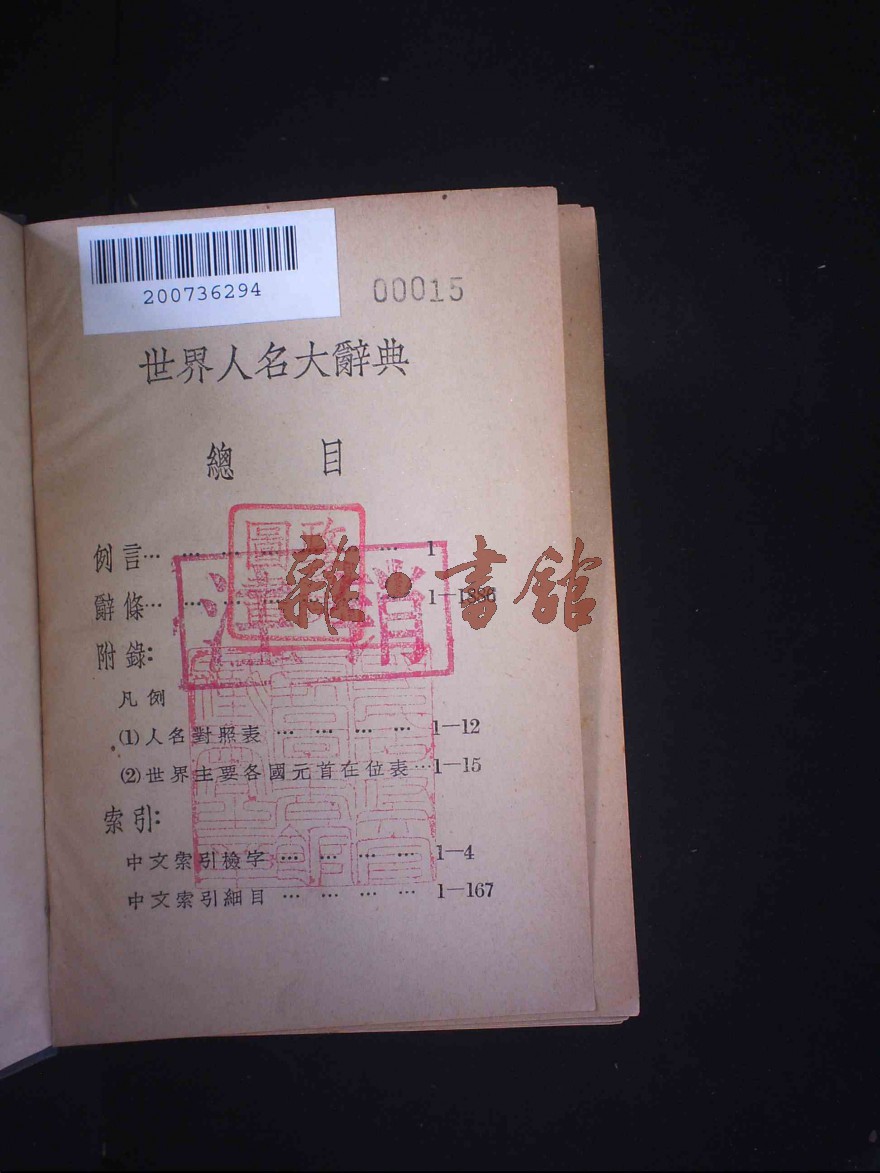 200736294
00015
世界人名大辭典
總 目
例言… … … … … … 1
辭條… … … … … … 1—1886
附錄:
凡例
(1)人名對照表 … … … … 1—12
(2)世界主要各國元首在位表…1—15
索引:
中文索引檢字 … … … … 1—4
中文索引細目 … … … … 1—167
雜·書館
注銷